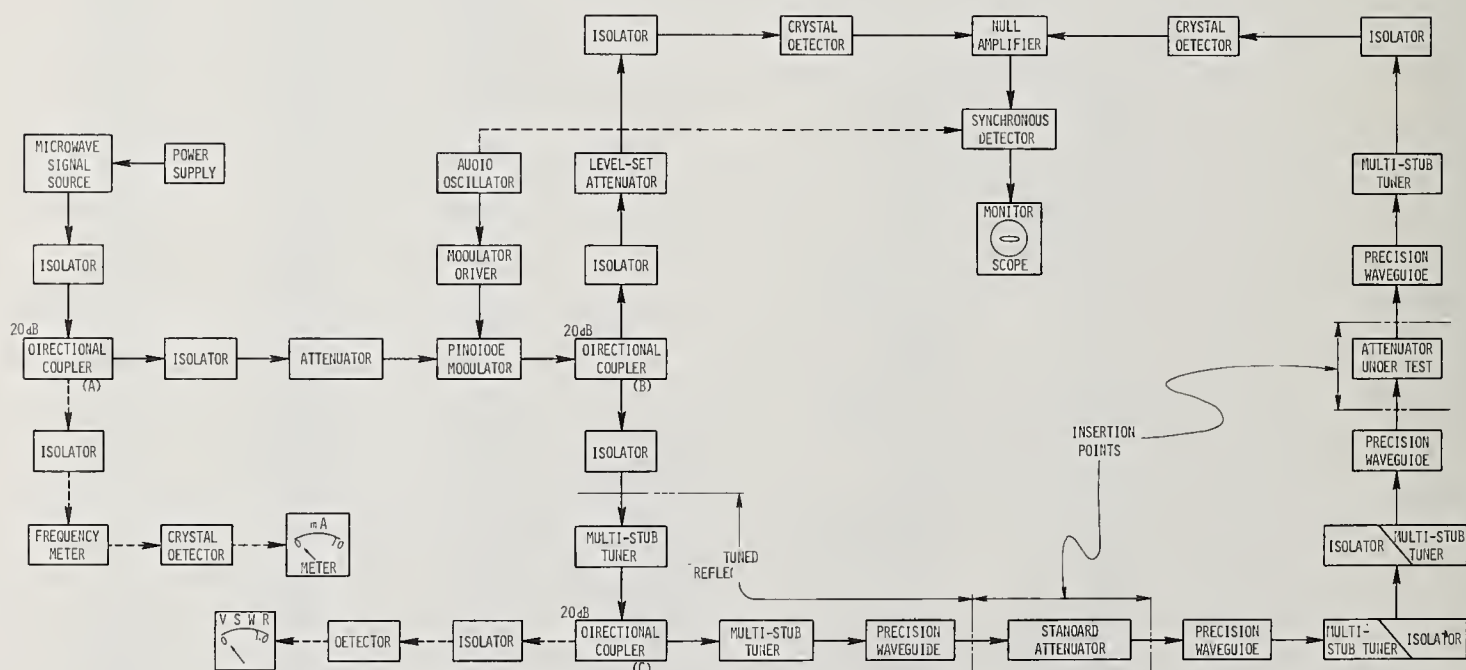 ISOLATOR
CRYSTAL
OETECTOR
NULL
AMPLIFIER
CRYSTAL
OETECTOR
ISOLATOR
MICROWAVE
SIGNAL
SOURCE
POWER
SUPPLY
AUOIO
OSCILLATOR
LEVEL-SET
ATTENUATOR
SYNCHRONOUS
DETECTOR
MULTI-STUB
TUNER
MONITOR
SCOPE
ISOLATOR
MOOULATOR
ORIVER
ISOLATOR
PRECISION
WAVEGUIOE
20dB
OIRECTIONAL
COUPLER
(A)
ISOLATOR
ATTENUATOR
PINOIOOE
MOOULATOR
20dB
OIRECTIONAL
COUPLER
(B)
ATTENUATOR
UNOER TEST
ISOLATOR
ISOLATOR
INSERTION
POINTS
PRECISION
WAVEGUIOE
FREQUENCY
METER
CRYSTAL
OETECTOR
mA
METER
MULTI-STUB
TUNER
TUNED
REFLE
ISOLATOR
MULTI-STUB
TUNER
VSWR
OETECTOR
ISOLATOR
20dB
OIRECTIONAL
COUPLER
(C)
MULTI-STUB
TUNER
PRECISION
WAVEGUIDE
STANOARD
ATTENUATOR
PRECISION
WAVEGUIOE
MULTI-
STUB TUNER
ISOLATOR